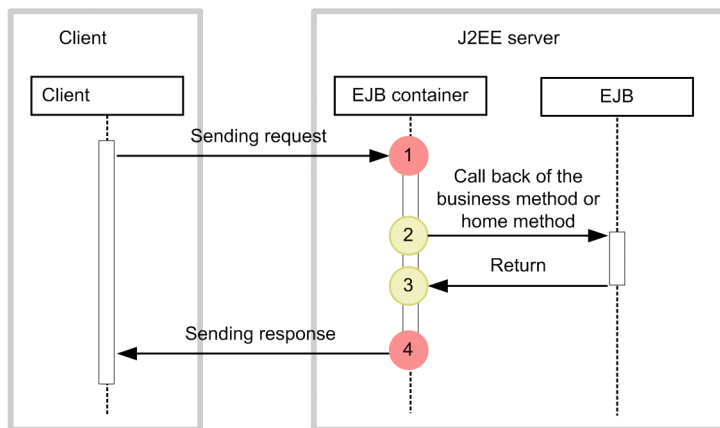 Client
J2EE server
Client
EJB container
EJB
Sending request
1
Call back of the
business method or
home method
2
Return
3
Sending response
4